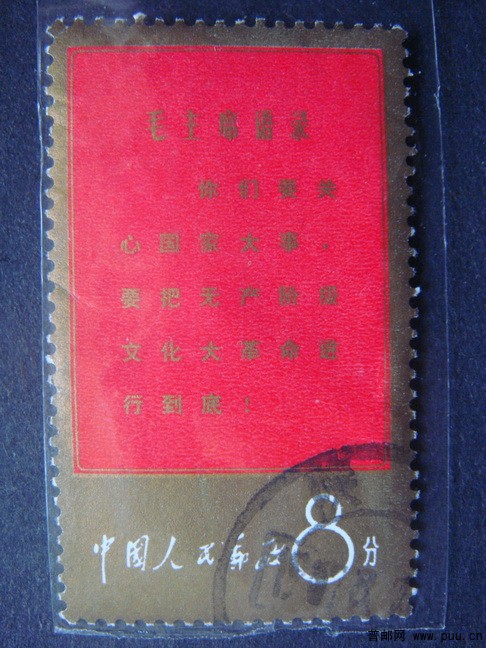 毛主席语录
你们要关
心国家大事，
要把无产阶级
文化大革命进
行到底！
中国人民邮政 8分
普邮网 www.puu.cn